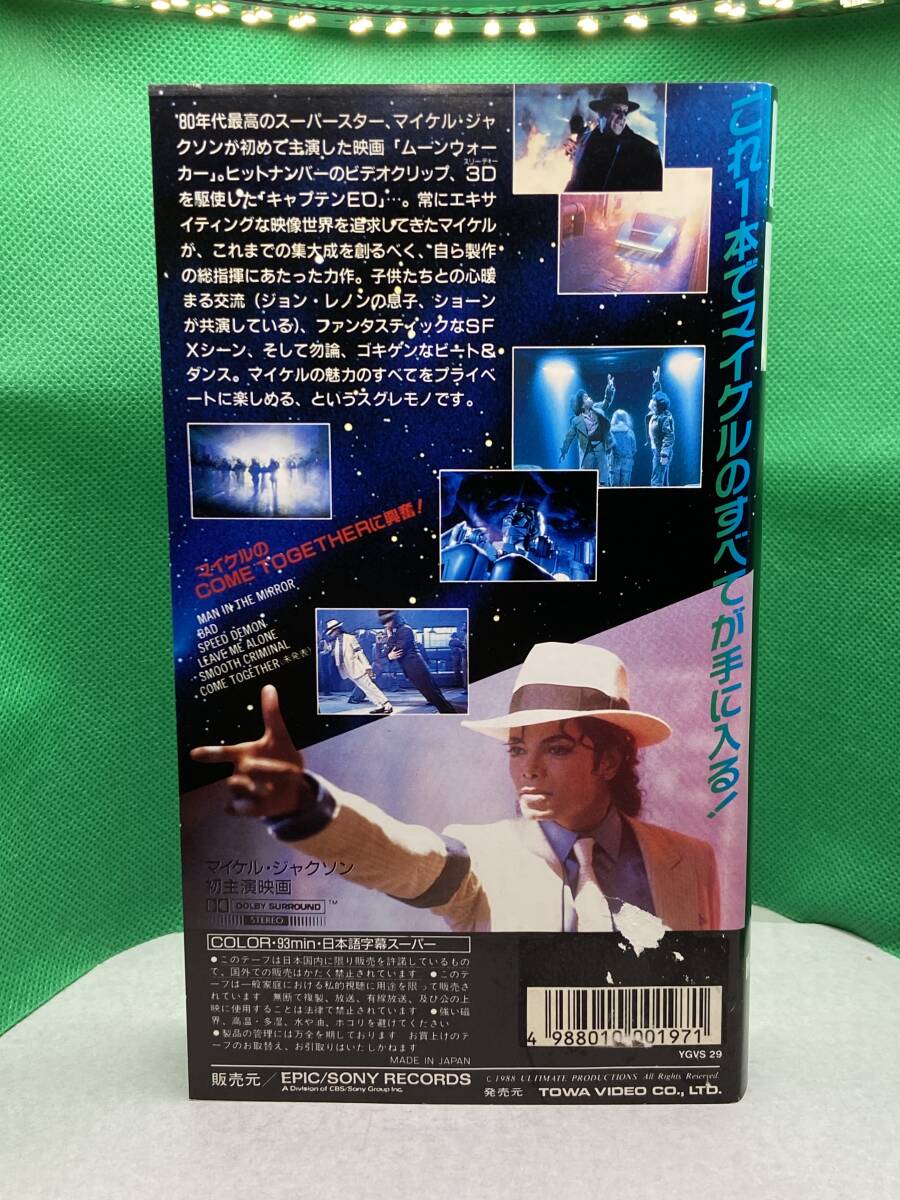 '80年代最高のスーパースター、マイケル・ジャ
クソンが初めて主演した映画「ムーンウォー
カー」。ヒットナンバーのビデオクリップ、3D
スリーディー
を駆使した「キャプテンEO」…。常にエキサ
イティングな映像世界を追求してきたマイケル
が、これまでの集大成を創るべく、自ら製作
の総指揮にあたった力作。子供たちとの心暖
まる交流（ジョン・レノンの息子、ショーン
が共演している）、ファンタスティックなSF
Xシーン、そして勿論、ゴキゲンなビート&
ダンス。マイケルの魅力のすべてをプライベ
ートに楽しめる、というスグレモノです。
これ1本でマイケルのすべてが手に入る!
マイケルの
COME TOGETHERに興奮!
MAN IN THE MIRROR
BAD
SPEED DEMON
LEAVE ME ALONE
SMOOTH CRIMINAL
COME TOGETHER(未発表)
マイケル・ジャクソン
初主演映画
DOLBY SURROUND TM
STEREO
COLOR・93min・日本語字幕スーパー
●このテープは日本国内に限り販売を許諾しているもの
で、国外での販売はかたく禁止されています ●このテ
ープは一般家庭における私的視聴に用途を限って販売さ
れています 無断で複製、放送、有線放送、及び公の上
映に使用することは法律で禁止されています ●強い磁
界、高温・多湿、水や油、ホコリを避けてください
●製品の管理には万全を期しております お買上げのテ
ープのお取替え、お引取りはいたしかねます
MADE IN JAPAN
4 988010 001971
YGVS 29
販売元/EPIC/SONY RECORDS
A Division of CBS/Sony Group Inc.
© 1988 ULTIMATE PRODUCTIONS All Rights Reserved.
発売元 TOWA VIDEO CO., LTD.